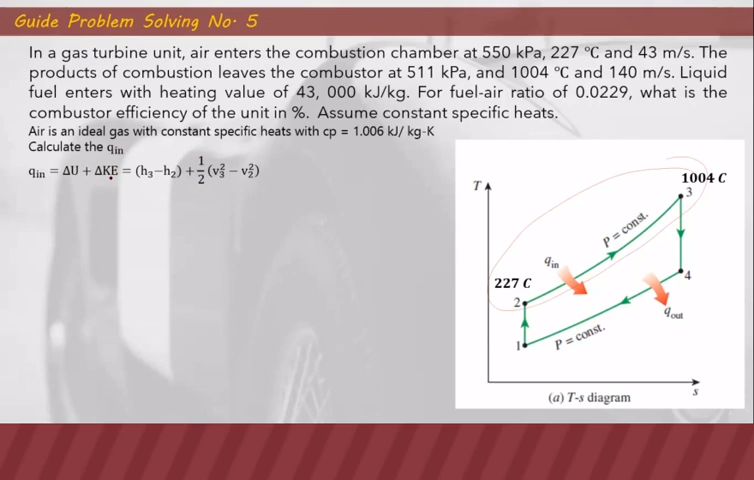 Guide Problem Solving No. 5
In a gas turbine unit, air enters the combustion chamber at 550 kPa, 227 °C and 43 m/s. The
products of combustion leaves the combustor at 511 kPa, and 1004 °C and 140 m/s. Liquid
fuel enters with heating value of 43, 000 kJ/kg. For fuel-air ratio of 0.0229, what is the
combustor efficiency of the unit in %. Assume constant specific heats.
Air is an ideal gas with constant specific heats with cp = 1.006 kJ/ kg-K
Calculate the qin
qin = ΔU + ΔKE = (h3−h2) + 1/2 (v3² − v2²)
T
1004 C
3
P = const.
qin
227 C
2
4
qout
1
P = const.
s
(a) T-s diagram